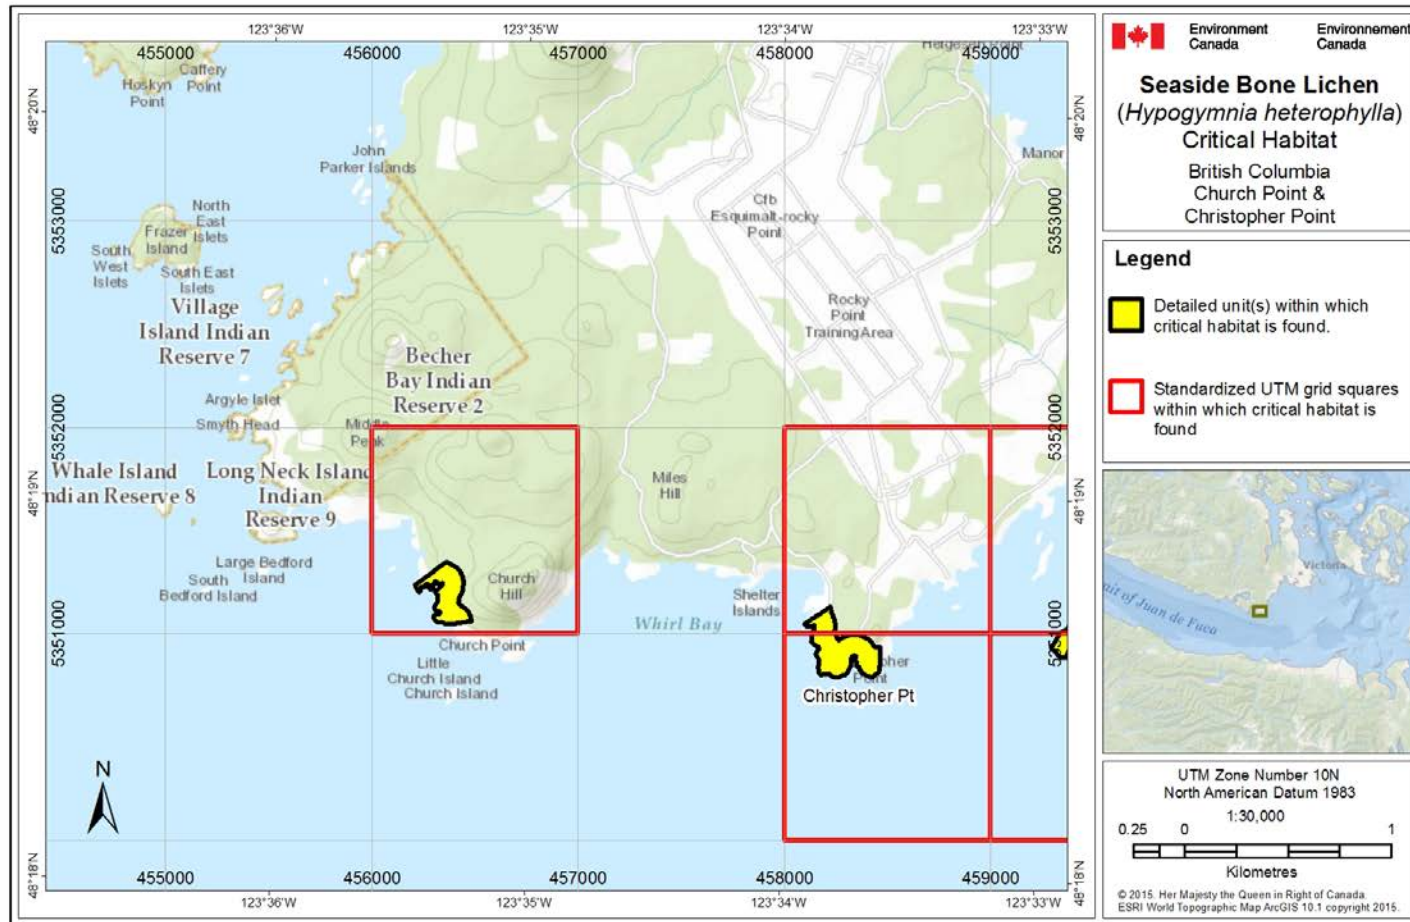 123°36'W
123°35'W
123°34'W
123°33'W
455000
456000
457000
458000
459000
Hoskyn
Point
Caffery
Point
48°20'N
48°20'N
John
Parker Islands
Manor
Cfb
Esquimalt-rocky
Point
5353000
5353000
North
East
Islets
Frazer
Island
South
West
Islets
South East
Islets
Village
Island Indian
Reserve 7
Rocky
Point
Training Area
Becher
Bay Indian
Reserve 2
Argyle Islet
Smyth Head
Middle
Peak
5352000
5352000
Whale Island
ndian Reserve 8
Long Neck Island
Indian
Reserve 9
Miles
Hill
48°19'N
48°19'N
Large Bedford
Island
South
Bedford Island
Church
Hill
Shelter
Islands
Whirl Bay
5351000
5351000
Church Point
Little
Church Island
Church Island
pher
Point
Christopher Pt
N
48°18'N
48°18'N
455000
456000
457000
458000
459000
123°36'W
123°35'W
123°34'W
123°33'W
Environment
Canada
Environnement
Canada
Seaside Bone Lichen
(Hypogymnia heterophylla)
Critical Habitat
British Columbia
Church Point &
Christopher Point
Legend
Detailed unit(s) within which
critical habitat is found.
Standardized UTM grid squares
within which critical habitat is
found
Victoria
ait of Juan de Fuca
UTM Zone Number 10N
North American Datum 1983
1:30,000
0.25 0 1
Kilometres
© 2015. Her Majesty the Queen in Right of Canada.
ESRI World Topographic Map ArcGIS 10.1 copyright 2015.